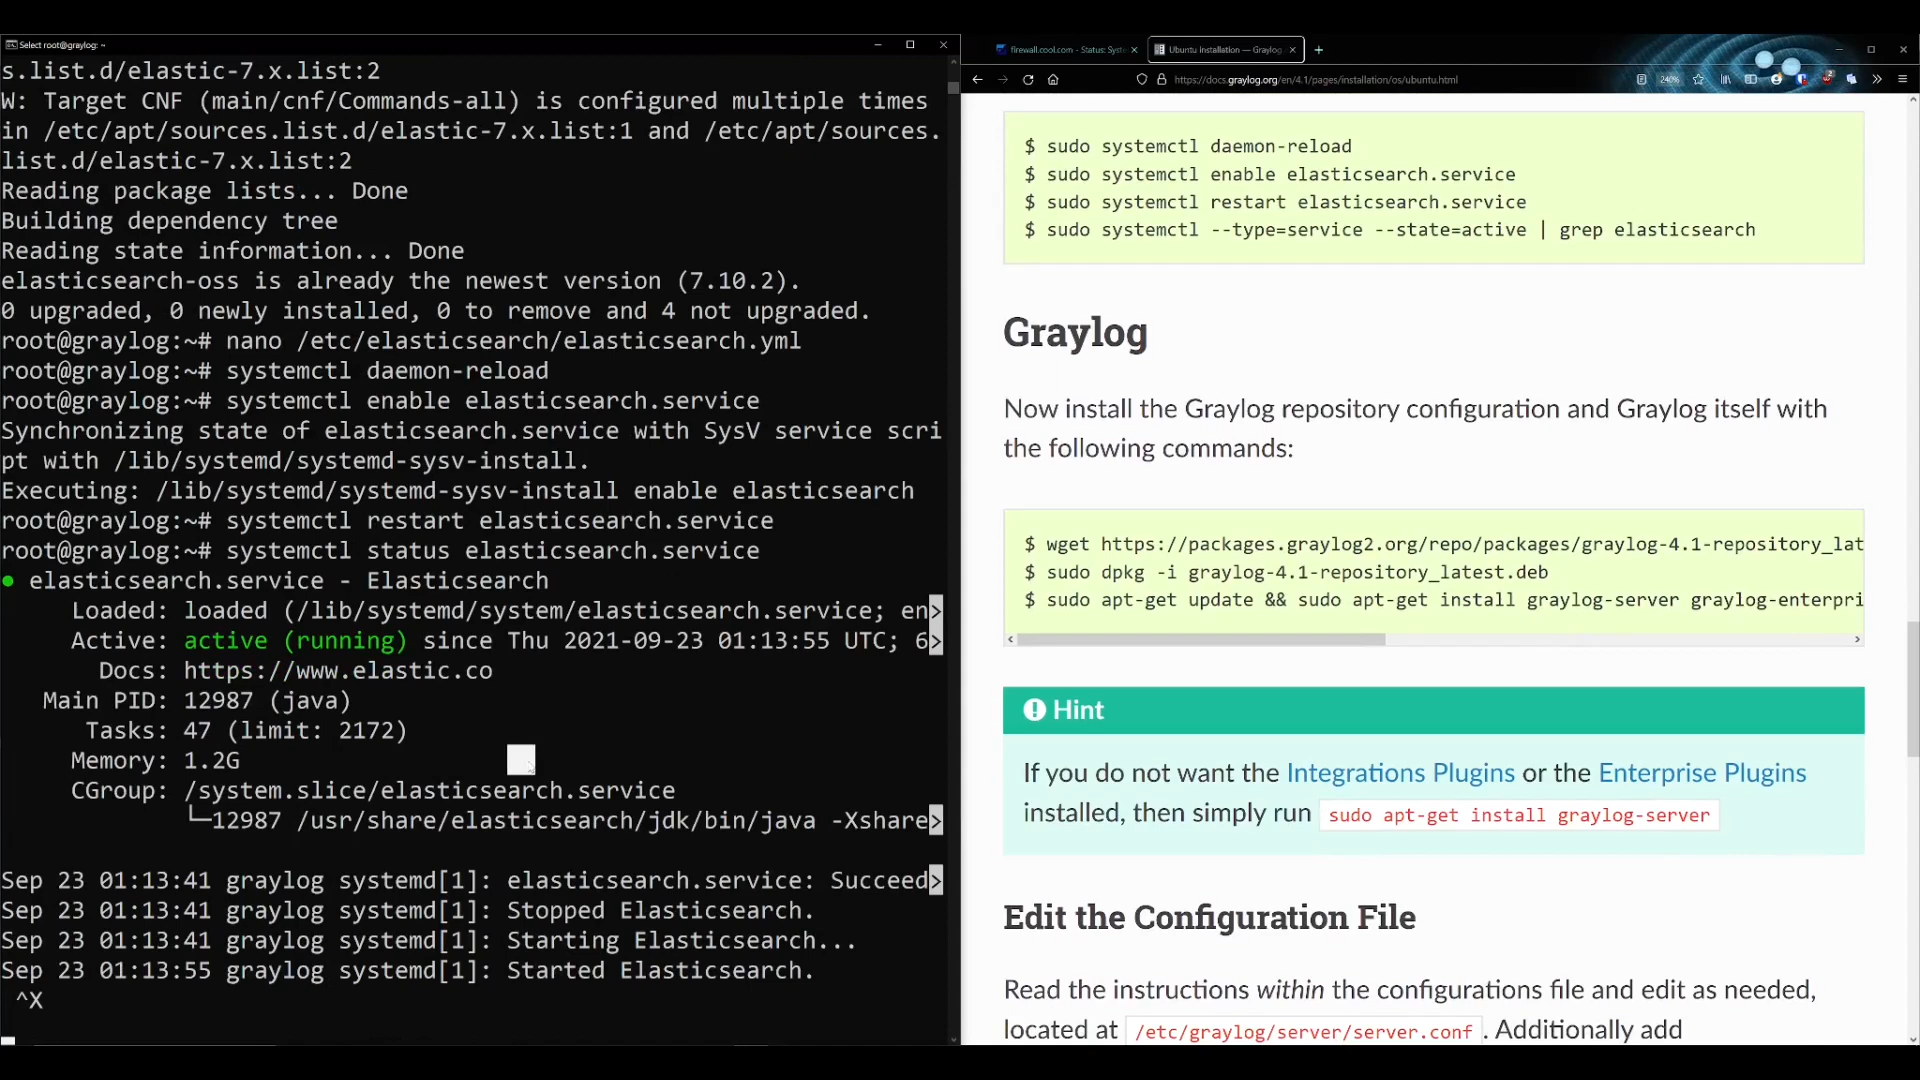 Select root@graylog: ~
s.list.d/elastic-7.x.list:2
W: Target CNF (main/cnf/Commands-all) is configured multiple times
in /etc/apt/sources.list.d/elastic-7.x.list:1 and /etc/apt/sources.
list.d/elastic-7.x.list:2
Reading package lists... Done
Building dependency tree
Reading state information... Done
elasticsearch-oss is already the newest version (7.10.2).
0 upgraded, 0 newly installed, 0 to remove and 4 not upgraded.
root@graylog:~# nano /etc/elasticsearch/elasticsearch.yml
root@graylog:~# systemctl daemon-reload
root@graylog:~# systemctl enable elasticsearch.service
Synchronizing state of elasticsearch.service with SysV service scri
pt with /lib/systemd/systemd-sysv-install.
Executing: /lib/systemd/systemd-sysv-install enable elasticsearch
root@graylog:~# systemctl restart elasticsearch.service
root@graylog:~# systemctl status elasticsearch.service
● elasticsearch.service - Elasticsearch
Loaded: loaded (/lib/systemd/system/elasticsearch.service; en>
Active: active (running) since Thu 2021-09-23 01:13:55 UTC; 6>
Docs: https://www.elastic.co
Main PID: 12987 (java)
Tasks: 47 (limit: 2172)
Memory: 1.2G
CGroup: /system.slice/elasticsearch.service
└─12987 /usr/share/elasticsearch/jdk/bin/java -Xshare>
Sep 23 01:13:41 graylog systemd[1]: elasticsearch.service: Succeed>
Sep 23 01:13:41 graylog systemd[1]: Stopped Elasticsearch.
Sep 23 01:13:41 graylog systemd[1]: Starting Elasticsearch...
Sep 23 01:13:55 graylog systemd[1]: Started Elasticsearch.
^X
firewall.cool.com - Status: Syste
Ubuntu installation — Graylog
https://docs.graylog.org/en/4.1/pages/installation/os/ubuntu.html
240%
$ sudo systemctl daemon-reload
$ sudo systemctl enable elasticsearch.service
$ sudo systemctl restart elasticsearch.service
$ sudo systemctl --type=service --state=active | grep elasticsearch
Graylog
Now install the Graylog repository configuration and Graylog itself with
the following commands:
$ wget https://packages.graylog2.org/repo/packages/graylog-4.1-repository_lat
$ sudo dpkg -i graylog-4.1-repository_latest.deb
$ sudo apt-get update && sudo apt-get install graylog-server graylog-enterpri
Hint
If you do not want the Integrations Plugins or the Enterprise Plugins
installed, then simply run sudo apt-get install graylog-server
Edit the Configuration File
Read the instructions within the configurations file and edit as needed,
located at /etc/graylog/server/server.conf . Additionally add